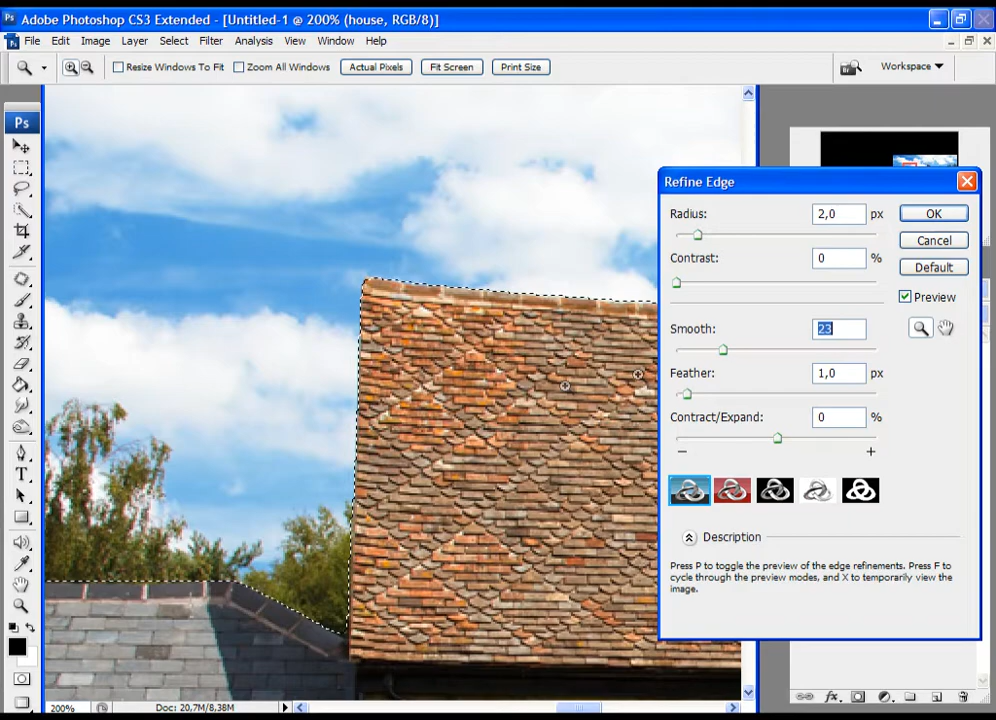 Ps Adobe Photoshop CS3 Extended - [Untitled-1 @ 200% (house, RGB/8)]
Ps File Edit Image Layer Select Filter Analysis View Window Help
Resize Windows To Fit Zoom All Windows Actual Pixels Fit Screen Print Size Workspace
Ps
Refine Edge
Radius: 2,0 px OK
Cancel
Contrast: 0 %
Default
Preview
Smooth: 23
Feather: 1,0 px
Contract/Expand: 0 %
Description
Press P to toggle the preview of the edge refinements. Press F to
cycle through the preview modes, and X to temporarily view the
image.
T
fx
200% Doc: 20,7M/8,38M